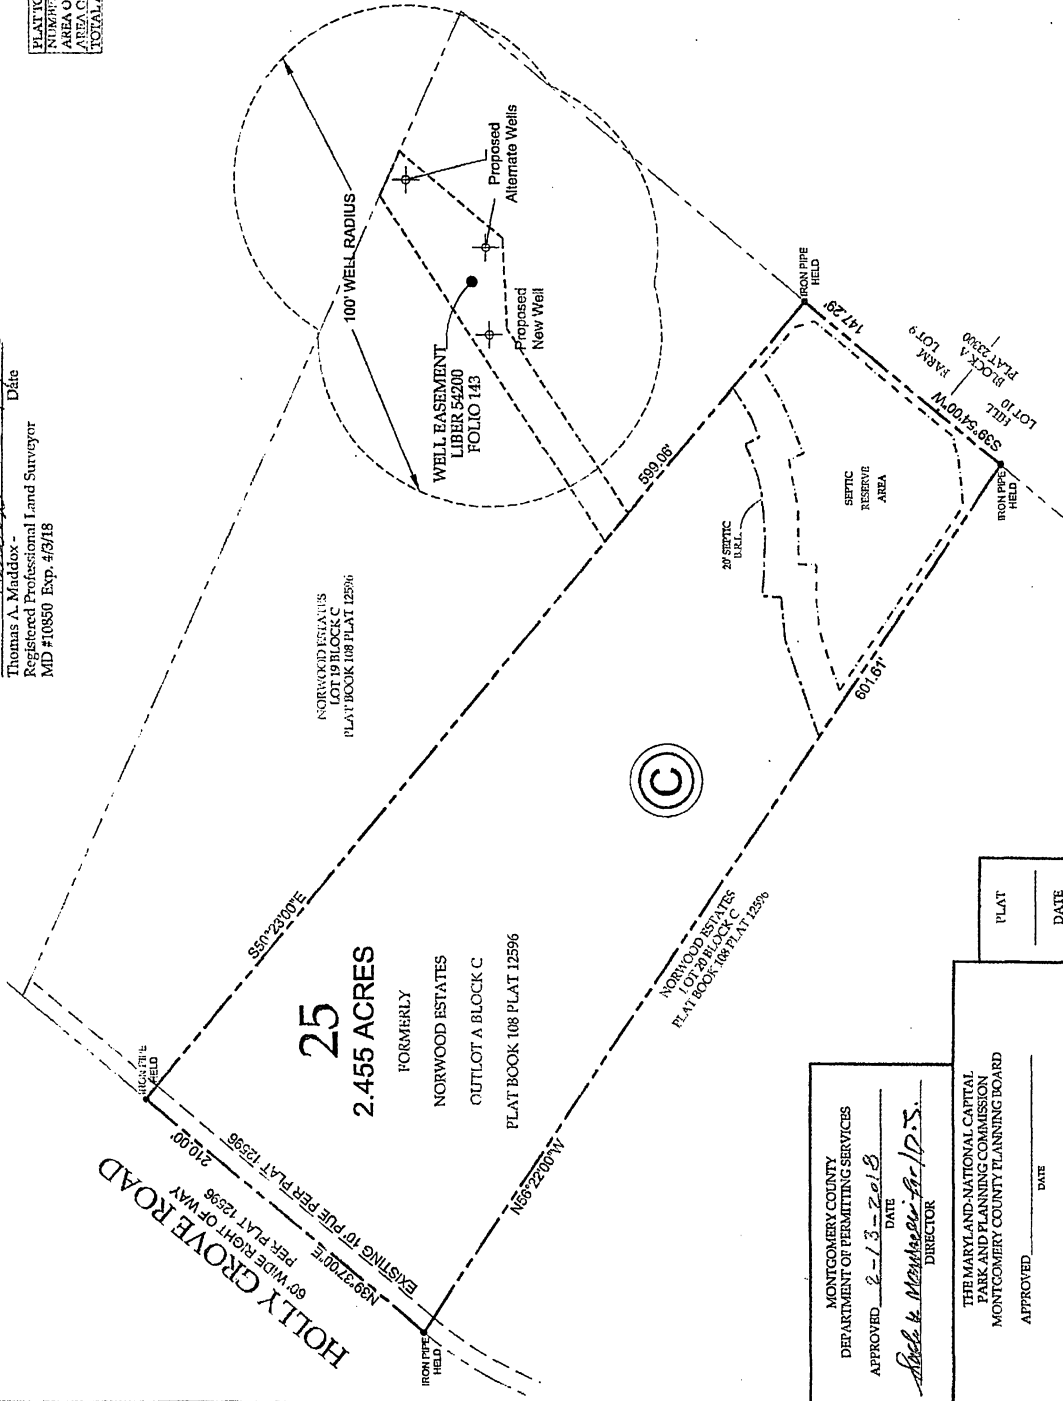 PLAT TO
NUMBE
AREA O
AREA O
TOTAL A
Date
Thomas A. Maddox -
Registered Professional Land Surveyor
MD #10850 Exp. 4/3/18
100' WELL RADIUS
Proposed
Alternate Wells
Proposed
New Well
WELL EASEMENT
LIBER 54200
FOLIO 143
IRON PIPE
HELD
147.29'
S39°54'00"W
HILL FARM
LOT 10 LOT 9
BLOCK A
PLAT 23300
IRON PIPE
HELD
599.06'
20' SEPTIC
B.R.L.
SEPTIC
RESERVE
AREA
601.61'
NORWOOD ESTATES
LOT 19 BLOCK C
PLAT BOOK 108 PLAT 12596
C
S50°23'00"E
25
2.455 ACRES
FORMERLY
NORWOOD ESTATES
OUTLOT A BLOCK C
PLAT BOOK 108 PLAT 12596
NORWOOD ESTATES
LOT 20 BLOCK C
PLAT BOOK 108 PLAT 12596
N56°22'00"W
IRON PIPE
HELD
210.00'
N39°37'00"E
EXISTING 10' PUE PER PLAT 12596
HOLLY GROVE ROAD
60' WIDE RIGHT OF WAY
PER PLAT 12596
IRON PIPE
HELD
MONTGOMERY COUNTY
DEPARTMENT OF PERMITTING SERVICES
APPROVED 2-13-2018
DATE
for D.S.
DIRECTOR
THE MARYLAND-NATIONAL CAPITAL
PARK AND PLANNING COMMISSION
MONTGOMERY COUNTY PLANNING BOARD
APPROVED
DATE
PLAT
DATE